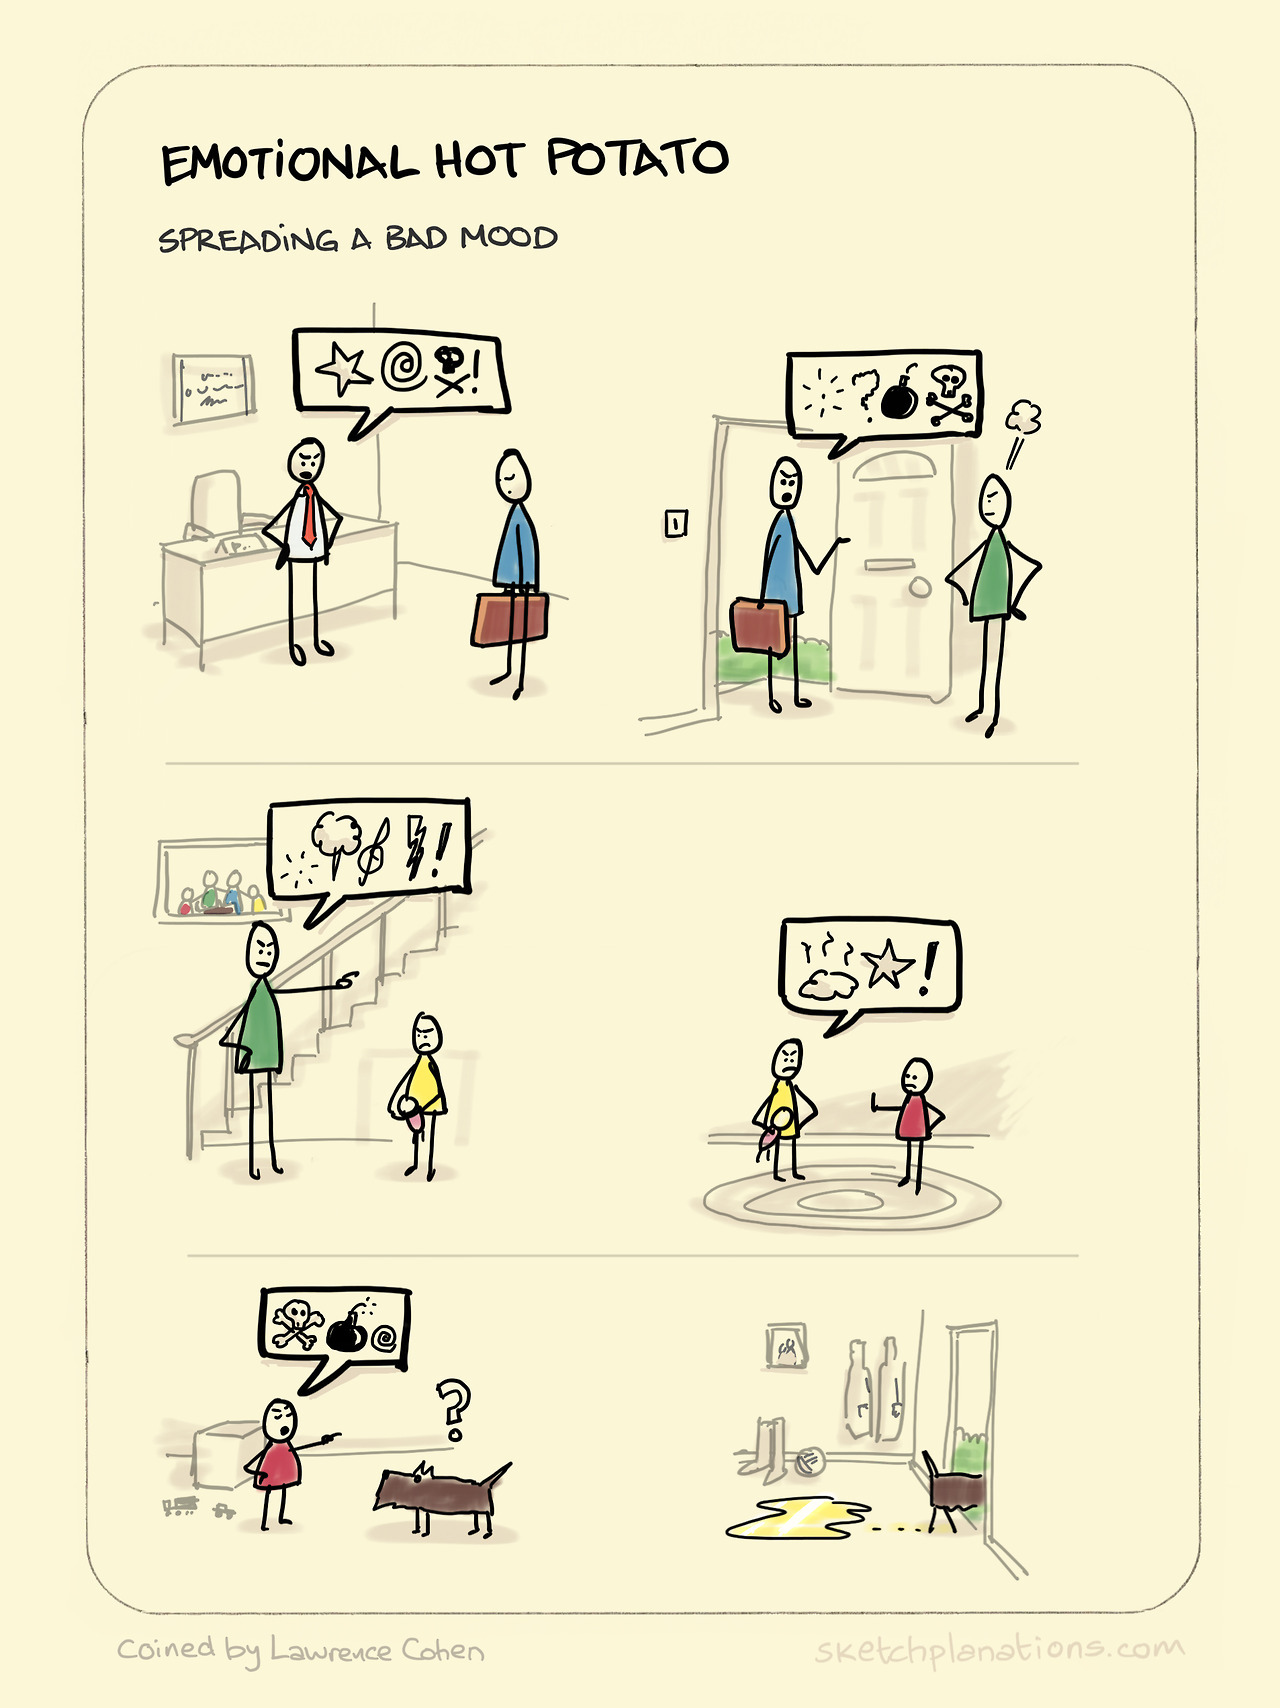 EMOTIONAL HOT POTATO
SPREADING A BAD MOOD
!
!
!
!
?
Coined by Lawrence Cohen
sketchplanations.com